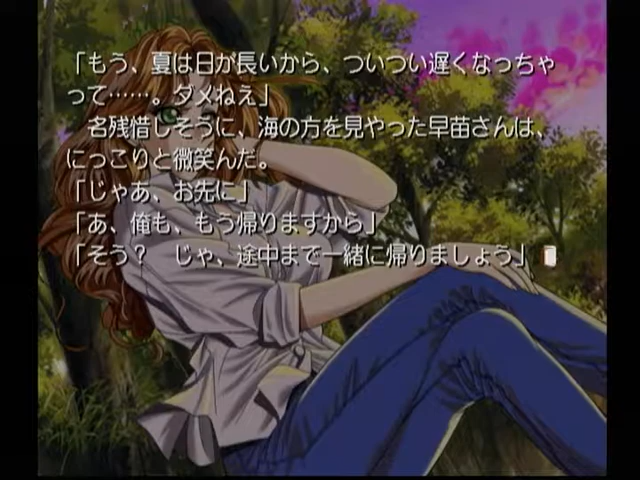 「もう、夏は日が長いから、ついつい遅くなっちゃ
って……。ダメねえ」
　名残惜しそうに、海の方を見やった早苗さんは、
にっこりと微笑んだ。
「じゃあ、お先に」
「あ、俺も、もう帰りますから」
「そう？　じゃ、途中まで一緒に帰りましょう」